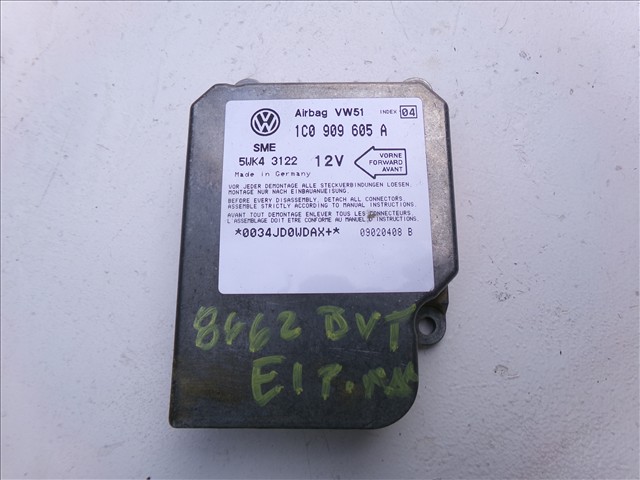 Airbag VW51 INDEX 04
1C0 909 605 A
SME
5WK4 3122 12V
VORNE
FORWARD
AVANT
Made in Germany
VOR JEDER DEMONTAGE ALLE STECKVERBINDUNGEN LOESEN.
MONTAGE NUR NACH EINBAUANWEISUNG.
BEFORE EVERY DISASSEMBLY, DETACH ALL CONNECTORS
ASSEMBLE STRICTLY ACCORDING TO MANUAL INSTRUCTIONS.
AVANT TOUT DEMONTAGE ENLEVER TOUS LES CONNECTEURS
L'ASSEMBLAGE DOIT ETRE CONFORME AU MANUEL D'INSTRUCTIONS.
*0034JD0WDAX+* 09020408 B
8462 BVT